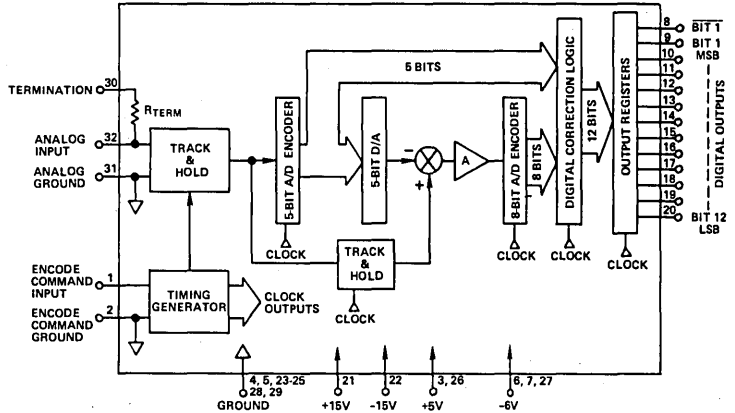 TERMINATION
30
RTERM
ANALOG
INPUT
32
ANALOG
GROUND
31
TRACK
&
HOLD
ENCODE
COMMAND
INPUT
1
ENCODE
COMMAND
GROUND
2
TIMING
GENERATOR
CLOCK
OUTPUTS
5-BIT A/D ENCODER
CLOCK
5 BITS
5-BIT D/A
TRACK
&
HOLD
CLOCK
−
+
A
8-BIT A/D ENCODER
CLOCK
8 BITS
DIGITAL CORRECTION LOGIC
CLOCK
12 BITS
OUTPUT REGISTERS
CLOCK
8 BIT 1
9 BIT 1
MSB
10
11
12
13
14
15
16
17
18
19
20 BIT 12
LSB
DIGITAL OUTPUTS
4, 5, 23-25
28, 29
GROUND
21
+15V
22
-15V
3, 26
+5V
6, 7, 27
-6V